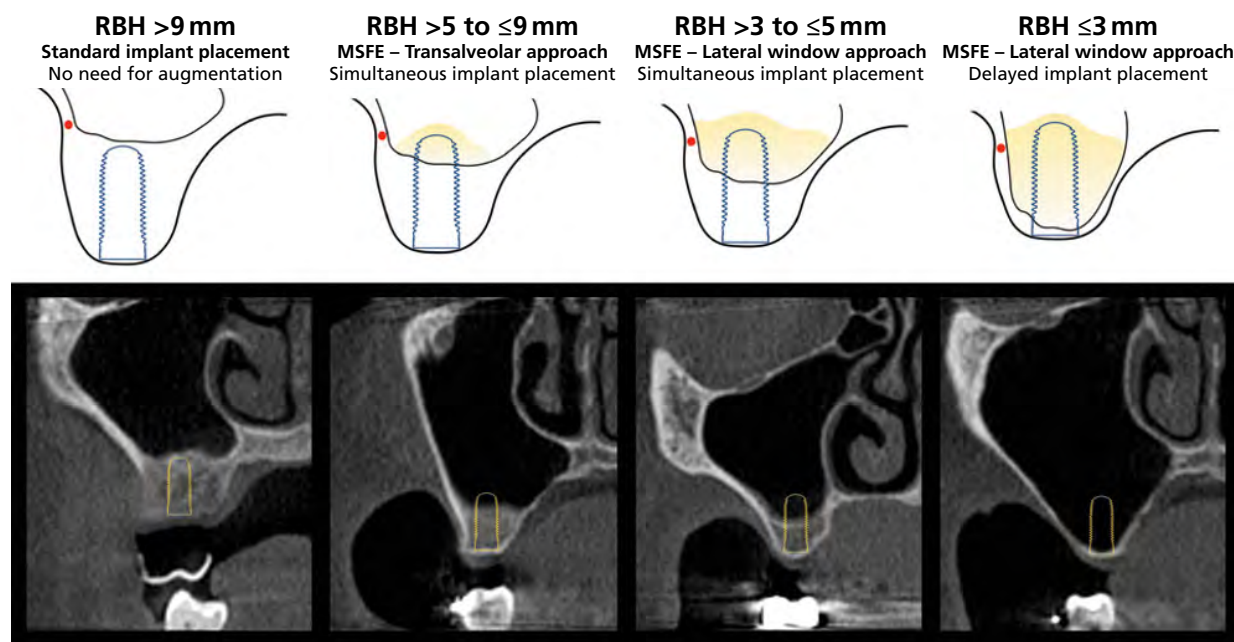 RBH >9 mm
Standard implant placement
No need for augmentation
RBH >5 to ≤9 mm
MSFE – Transalveolar approach
Simultaneous implant placement
RBH >3 to ≤5 mm
MSFE – Lateral window approach
Simultaneous implant placement
RBH ≤3 mm
MSFE – Lateral window approach
Delayed implant placement